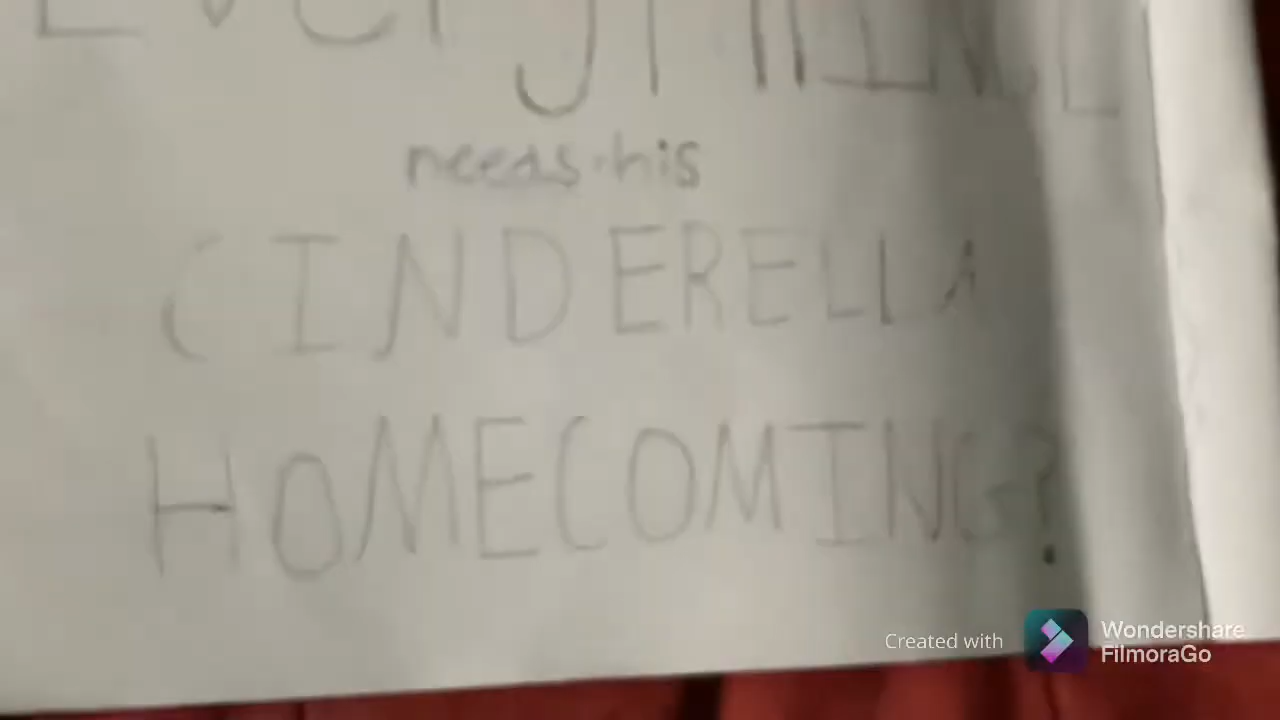 needs his
CINDERELLA
HOMECOMING?
Created with
Wondershare
FilmoraGo